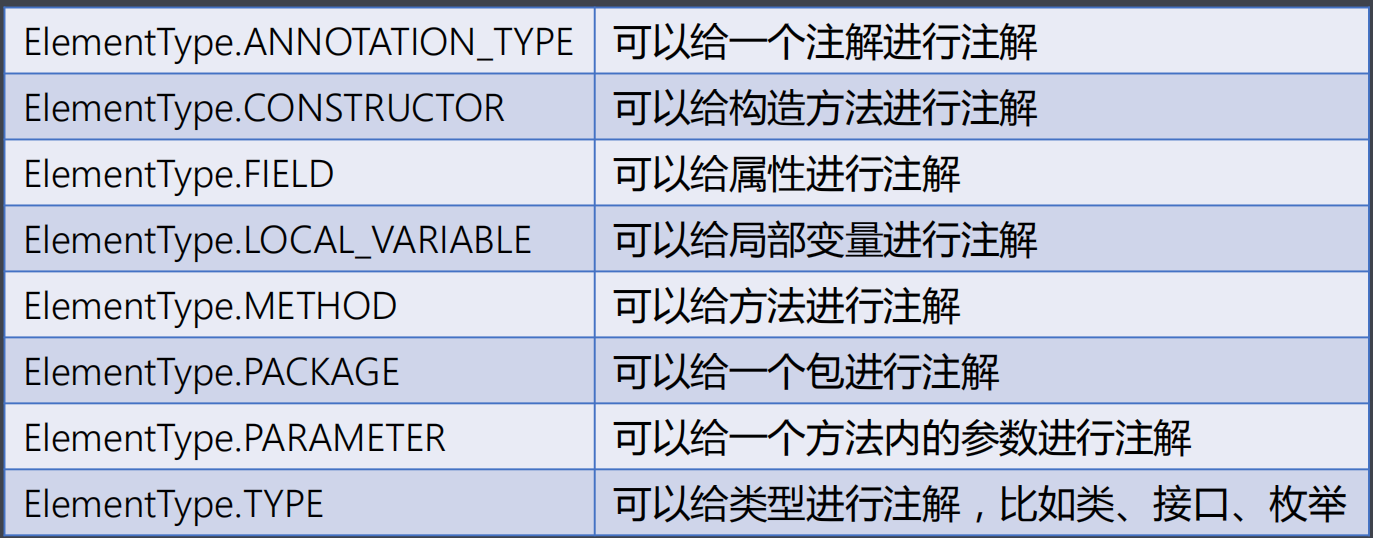 ElementType.ANNOTATION_TYPE 可以给一个注解进行注解
ElementType.CONSTRUCTOR 可以给构造方法进行注解
ElementType.FIELD 可以给属性进行注解
ElementType.LOCAL_VARIABLE 可以给局部变量进行注解
ElementType.METHOD 可以给方法进行注解
ElementType.PACKAGE 可以给一个包进行注解
ElementType.PARAMETER 可以给一个方法内的参数进行注解
ElementType.TYPE 可以给类型进行注解，比如类、接口、枚举